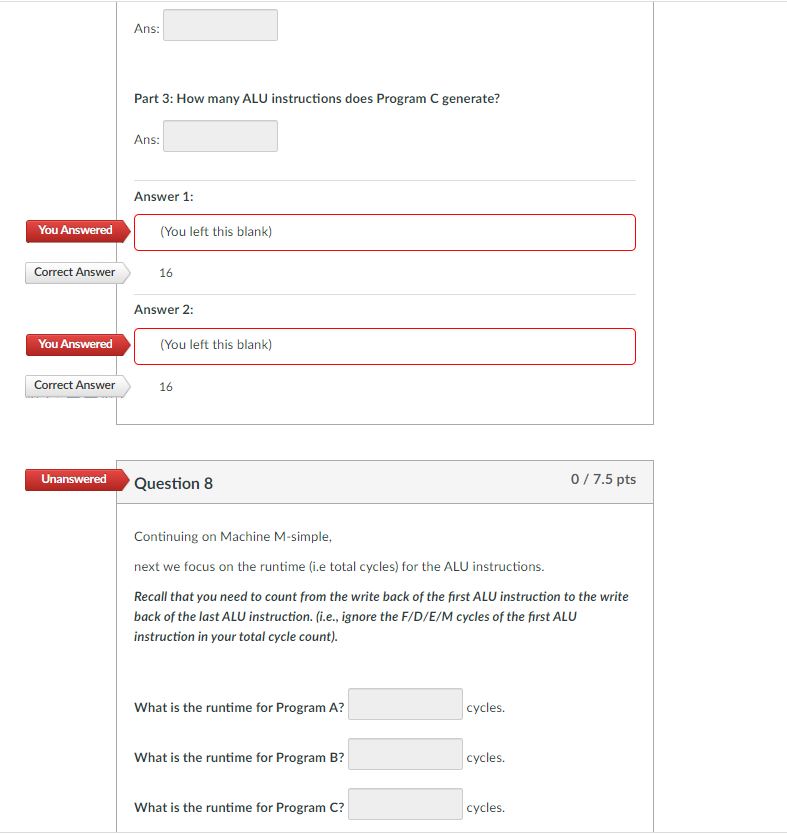 Ans:
Part 3: How many ALU instructions does Program C generate?
Ans:
Answer 1:
You Answered
(You left this blank)
Correct Answer
16
Answer 2:
You Answered
(You left this blank)
Correct Answer
16
Unanswered
Question 8
0 / 7.5 pts
Continuing on Machine M-simple,
next we focus on the runtime (i.e total cycles) for the ALU instructions.
Recall that you need to count from the write back of the first ALU instruction to the write
back of the last ALU instruction. (i.e., ignore the F/D/E/M cycles of the first ALU
instruction in your total cycle count).
What is the runtime for Program A? cycles.
What is the runtime for Program B? cycles.
What is the runtime for Program C? cycles.